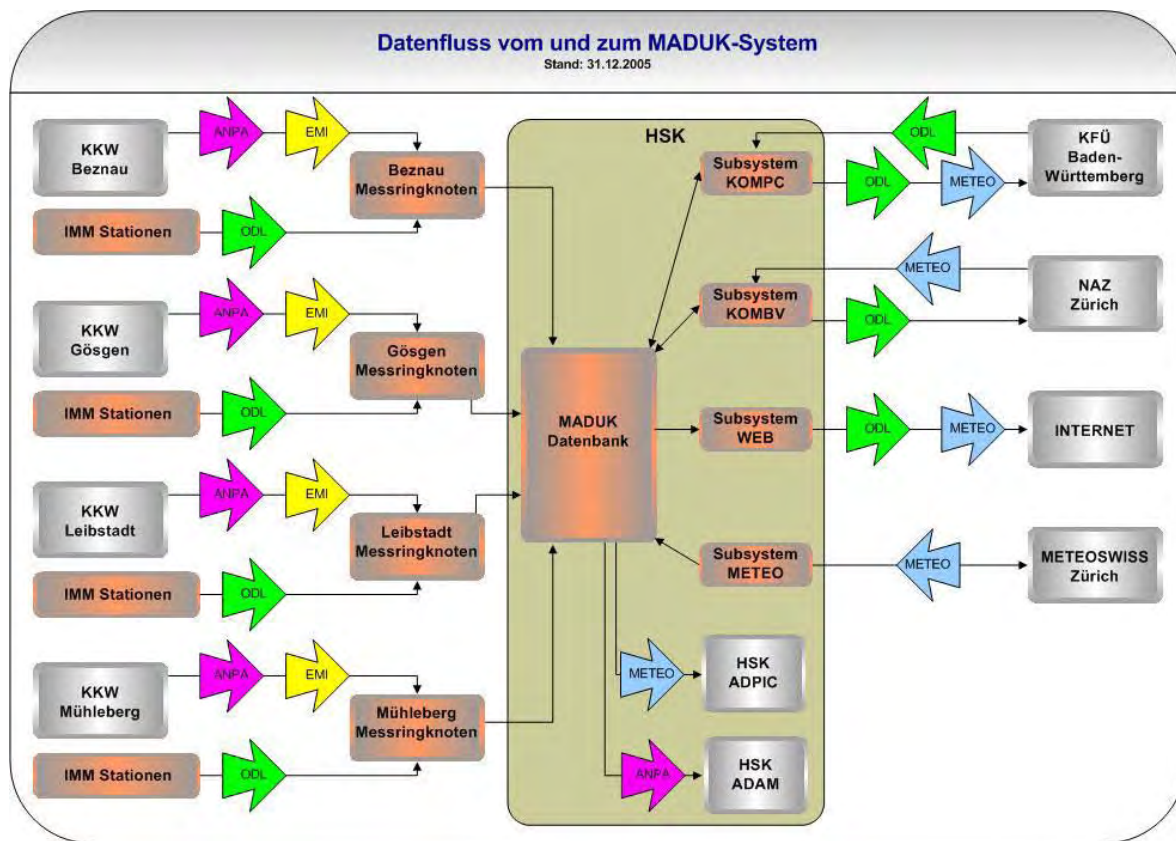 Datenfluss vom und zum MADUK-System
Stand: 31.12.2005
KKW
Beznau
ANPA
EMI
Beznau
Messringknoten
IMM Stationen
ODL
KKW
Gösgen
ANPA
EMI
Gösgen
Messringknoten
IMM Stationen
ODL
KKW
Leibstadt
ANPA
EMI
Leibstadt
Messringknoten
IMM Stationen
ODL
KKW
Mühleberg
ANPA
EMI
Mühleberg
Messringknoten
IMM Stationen
ODL
HSK
MADUK
Datenbank
Subsystem
KOMPC
ODL
ODL
METEO
KFÜ
Baden-
Württemberg
Subsystem
KOMBV
METEO
ODL
NAZ
Zürich
Subsystem
WEB
ODL
METEO
INTERNET
Subsystem
METEO
METEO
METEOSWISS
Zürich
METEO
HSK
ADPIC
ANPA
HSK
ADAM